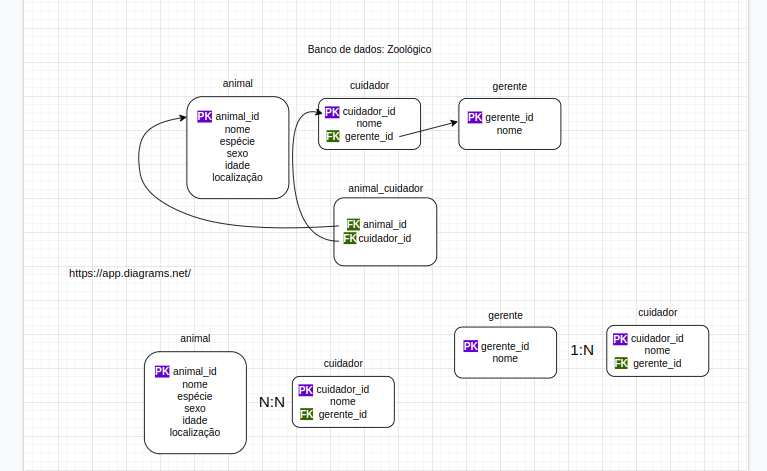 Banco de dados: Zoológico
animal
PK animal_id
nome
espécie
sexo
idade
localização
cuidador
PK cuidador_id
nome
FK gerente_id
gerente
PK gerente_id
nome
animal_cuidador
FK animal_id
FK cuidador_id
https://app.diagrams.net/
animal
PK animal_id
nome
espécie
sexo
idade
localização
N:N
cuidador
PK cuidador_id
nome
FK gerente_id
gerente
PK gerente_id
nome
1:N
cuidador
PK cuidador_id
nome
FK gerente_id